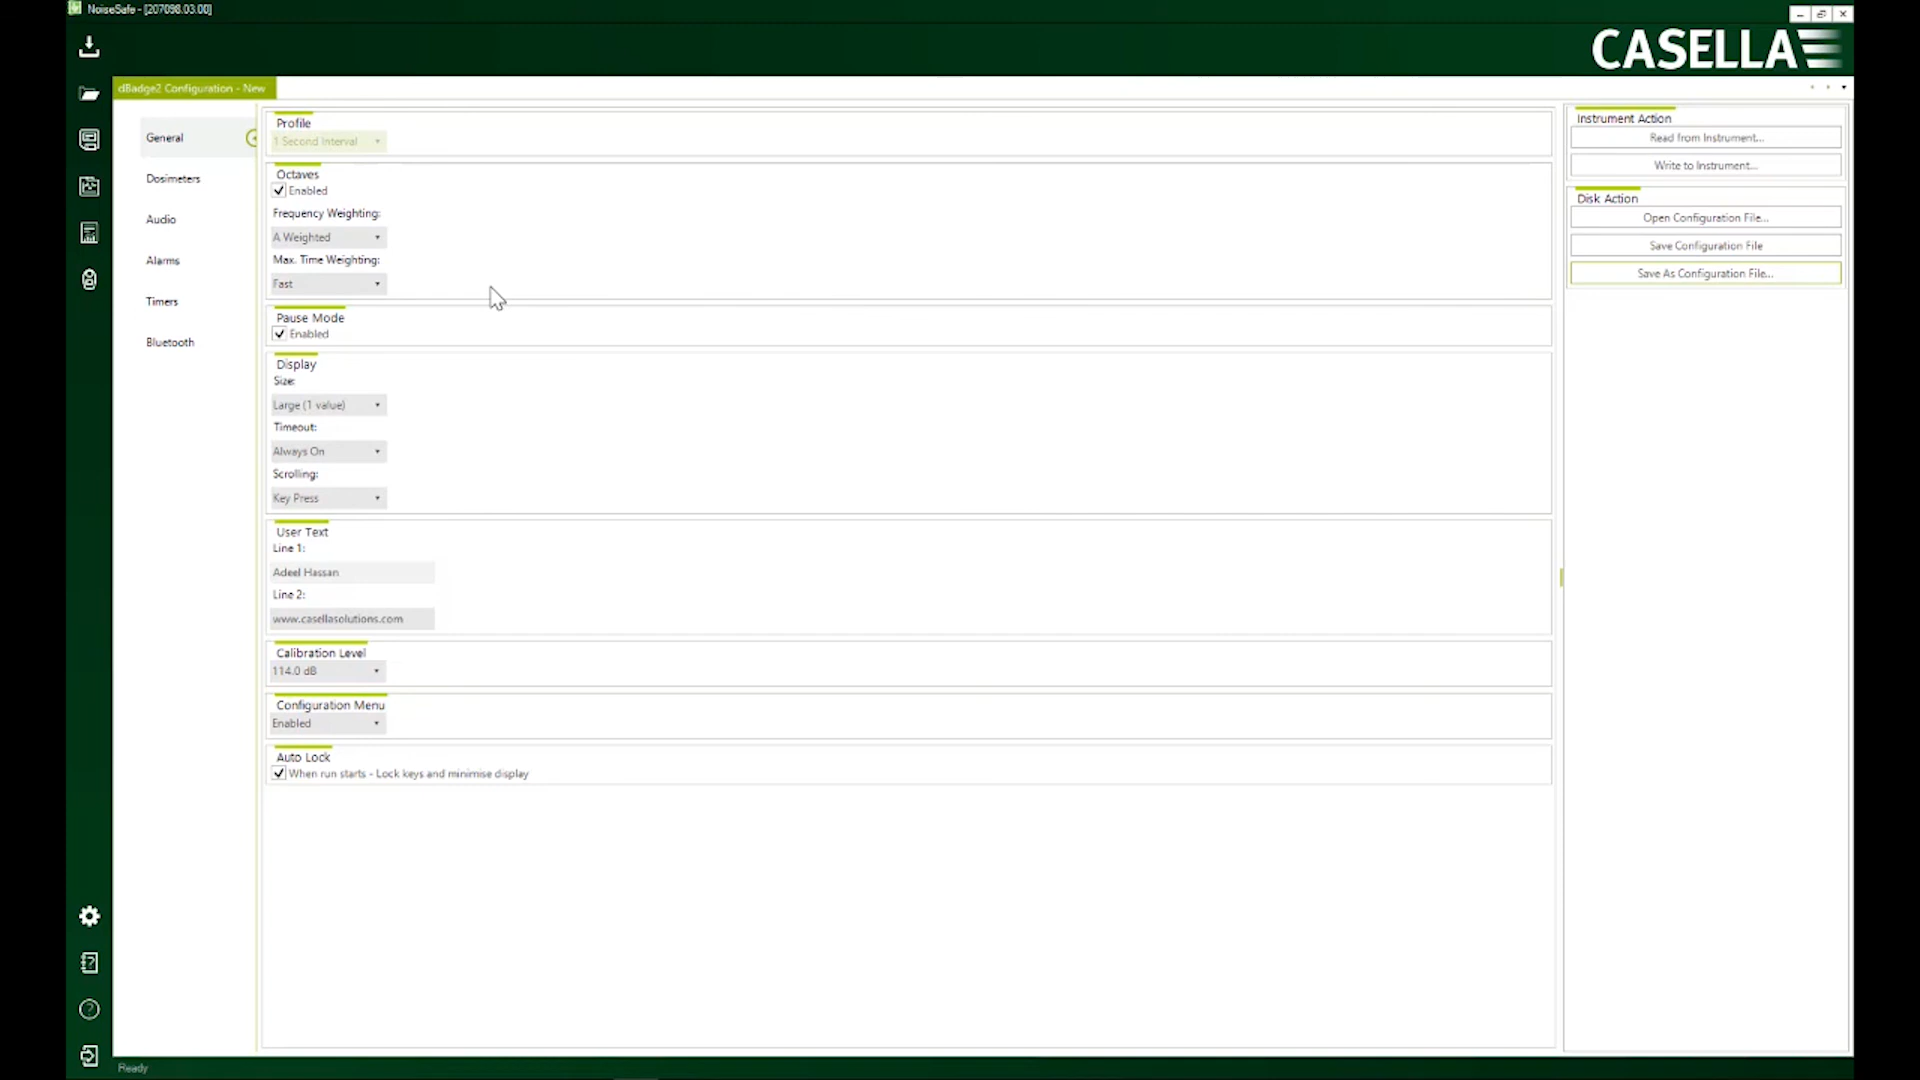 NoiseSafe - [207098.03.00]
CASELLA
dBadge2 Configuration - New
General
Dosimeters
Audio
Alarms
Timers
Bluetooth
Profile
1 Second Interval
Octaves
Enabled
Frequency Weighting:
A Weighted
Max. Time Weighting:
Fast
Pause Mode
Enabled
Display
Size:
Large (1 value)
Timeout:
Always On
Scrolling:
Key Press
User Text
Line 1:
Adeel Hassan
Line 2:
www.casellasolutions.com
Calibration Level
114.0 dB
Configuration Menu
Enabled
Auto Lock
When run starts - Lock keys and minimise display
Instrument Action
Read from Instrument...
Write to Instrument...
Disk Action
Open Configuration File...
Save Configuration File
Save As Configuration File...
Ready